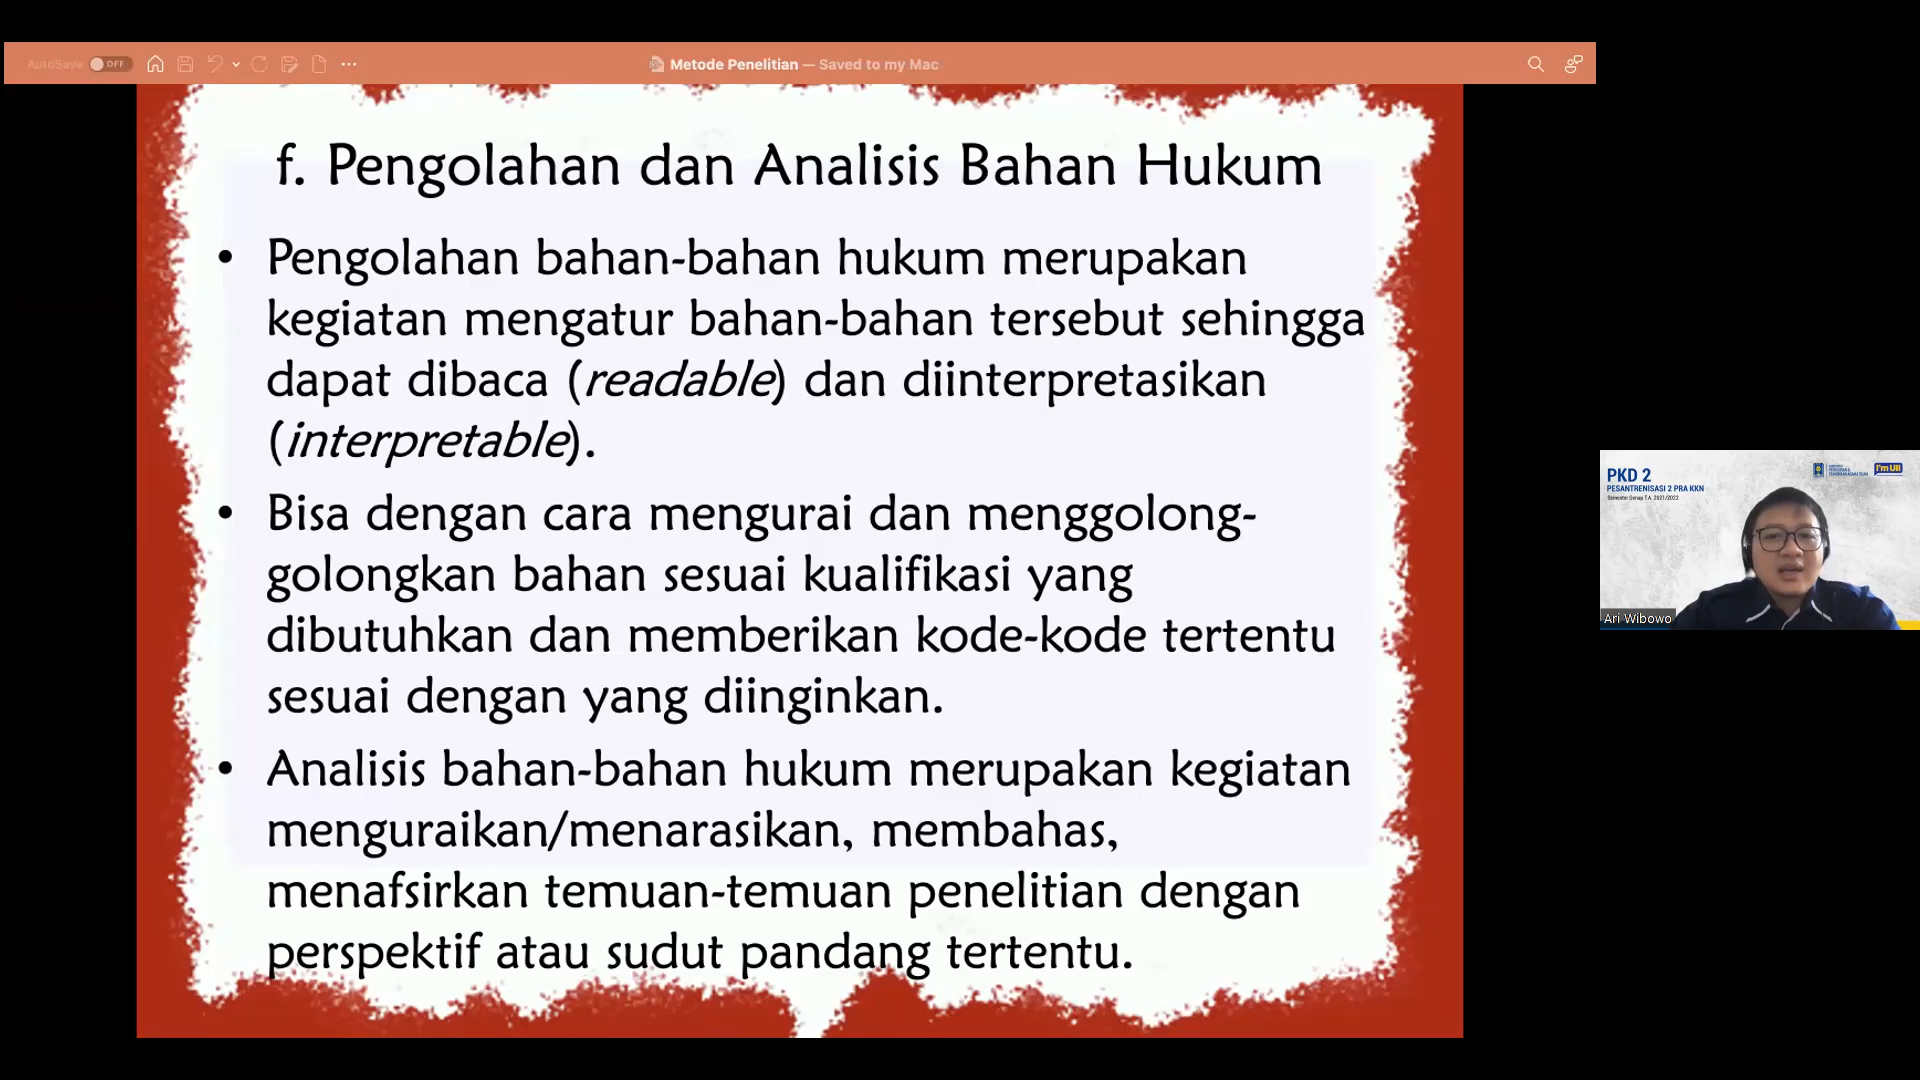 AutoSave OFF
Metode Penelitian — Saved to my Mac
f. Pengolahan dan Analisis Bahan Hukum
• Pengolahan bahan-bahan hukum merupakan
kegiatan mengatur bahan-bahan tersebut sehingga
dapat dibaca (readable) dan diinterpretasikan
(interpretable).
• Bisa dengan cara mengurai dan menggolong-
golongkan bahan sesuai kualifikasi yang
dibutuhkan dan memberikan kode-kode tertentu
sesuai dengan yang diinginkan.
• Analisis bahan-bahan hukum merupakan kegiatan
menguraikan/menarasikan, membahas,
menafsirkan temuan-temuan penelitian dengan
perspektif atau sudut pandang tertentu.
PKD 2
PESANTRENISASI 2 PRA KKN
Semester Genap T.A. 2021/2022
I'm UII
Ari Wibowo